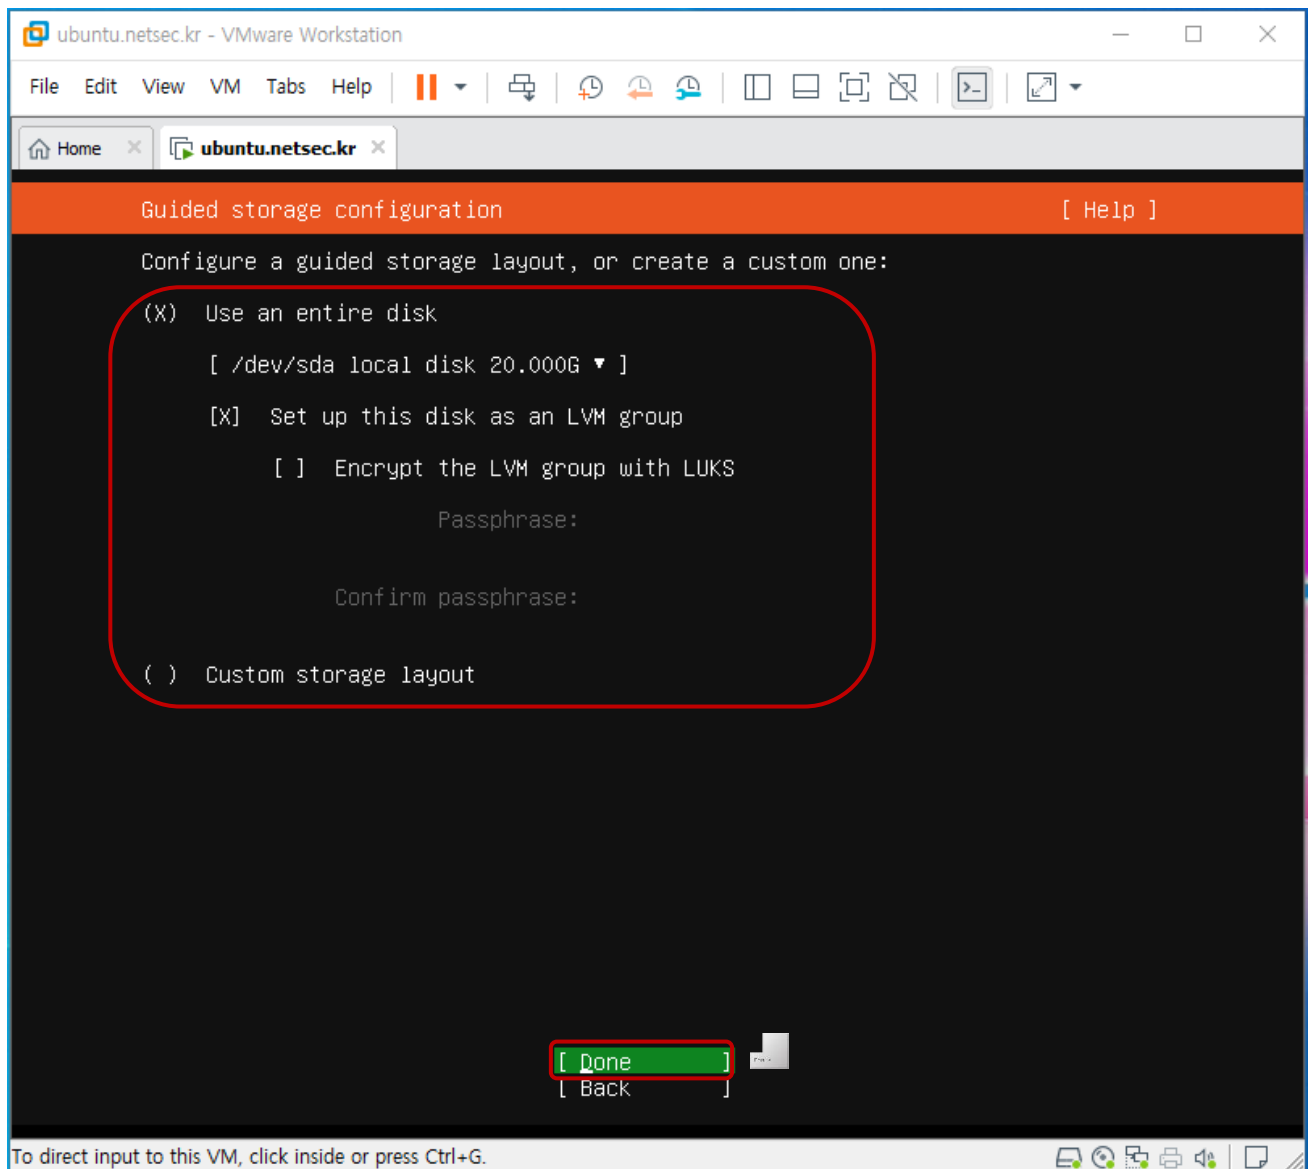 ubuntu.netsec.kr - VMware Workstation
File Edit View VM Tabs Help
Home ubuntu.netsec.kr
Guided storage configuration [ Help ]
Configure a guided storage layout, or create a custom one:
(X) Use an entire disk
[ /dev/sda local disk 20.000G ▾ ]
[X] Set up this disk as an LVM group
[ ] Encrypt the LVM group with LUKS
Passphrase:
Confirm passphrase:
( ) Custom storage layout
[ Done ]
[ Back ]
To direct input to this VM, click inside or press Ctrl+G.